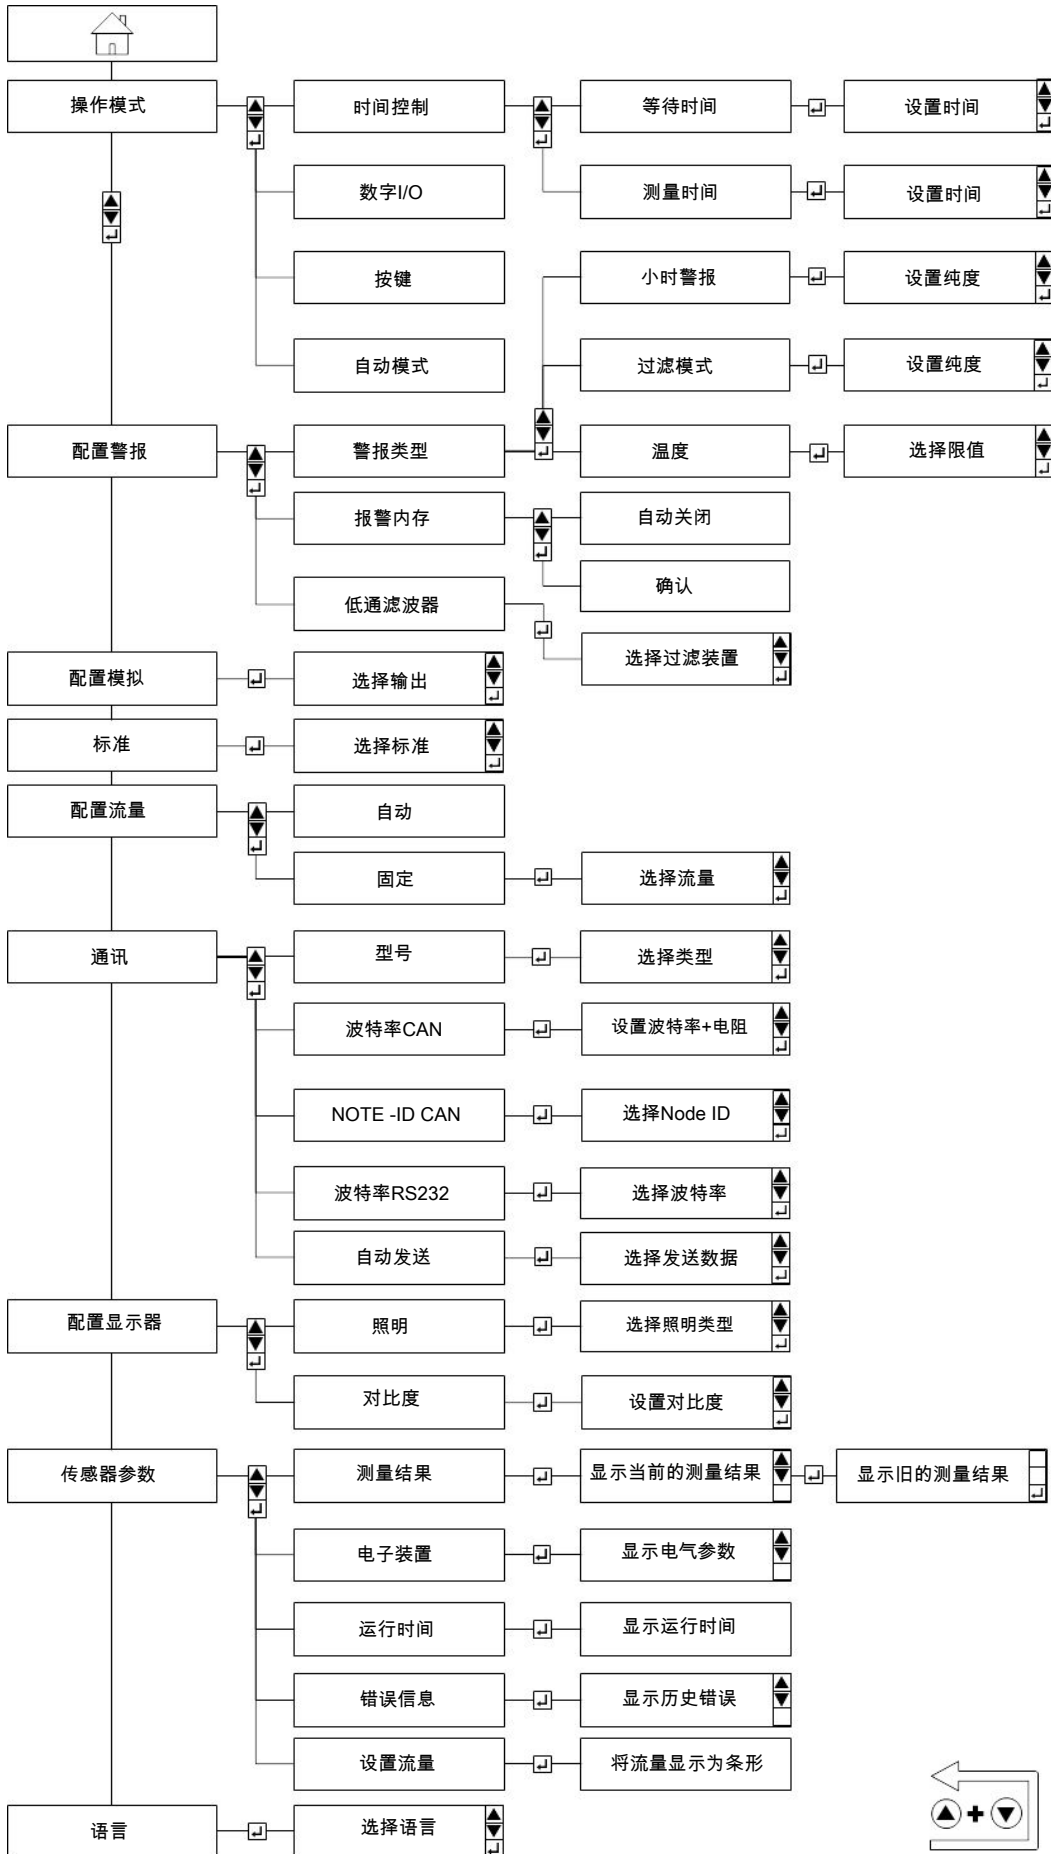 操作模式
时间控制
等待时间
设置时间
数字I/O
测量时间
设置时间
按键
小时警报
设置纯度
自动模式
过滤模式
设置纯度
配置警报
警报类型
温度
选择限值
报警内存
自动关闭
确认
低通滤波器
选择过滤装置
配置模拟
选择输出
标准
选择标准
配置流量
自动
固定
选择流量
通讯
型号
选择类型
波特率CAN
设置波特率+电阻
NOTE -ID CAN
选择Node ID
波特率RS232
选择波特率
自动发送
选择发送数据
配置显示器
照明
选择照明类型
对比度
设置对比度
传感器参数
测量结果
显示当前的测量结果
显示旧的测量结果
电子装置
显示电气参数
运行时间
显示运行时间
错误信息
显示历史错误
设置流量
将流量显示为条形
语言
选择语言